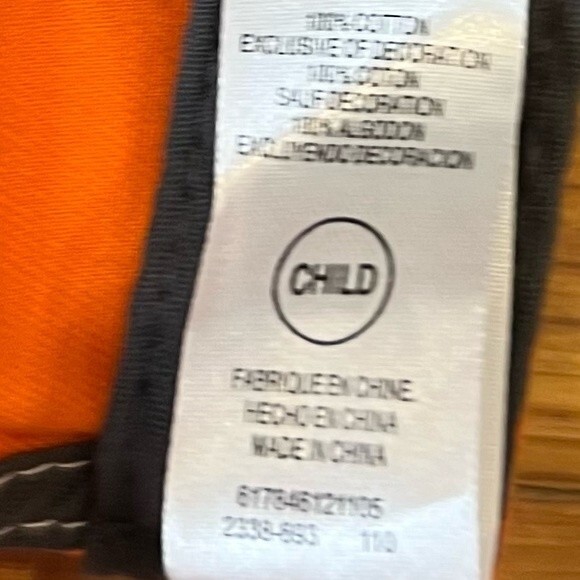 100% COTTON
EXCLUSIVE OF DECORATION
100% COTON
SAUF DECORATION
100% ALGODON
EXCLUYENDO DECORACION
CHILD
FABRIQUE EN CHINE.
HECHO EN CHINA
MADE IN CHINA
617846121105
2338-693 110